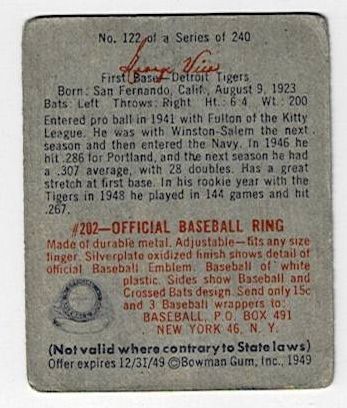 No. 122 of a Series of 240
George Vico
First Base—Detroit Tigers
Born: San Fernando, Calif., August 9, 1923
Bats: Left Throws: Right Ht: 6:4 Wt: 200
Entered pro ball in 1941 with Fulton of the Kitty
League. He was with Winston-Salem the next
season and then entered the Navy. In 1946 he
hit .286 for Portland, and the next season he had
a .307 average, with 28 doubles. Has a great
stretch at first base. In his rookie year with the
Tigers in 1948 he played in 144 games and hit
.267.
#202—OFFICIAL BASEBALL RING
Made of durable metal. Adjustable—fits any size
finger. Silverplate oxidized finish shows detail of
official Baseball Emblem. Baseball of white
plastic. Sides show Baseball and
Crossed Bats design. Send only 15c
and 3 Baseball wrappers to:
BASEBALL, P.O. BOX 491
NEW YORK 46, N. Y.
(Not valid where contrary to State laws)
Offer expires 12/31/49 ©Bowman Gum, Inc., 1949